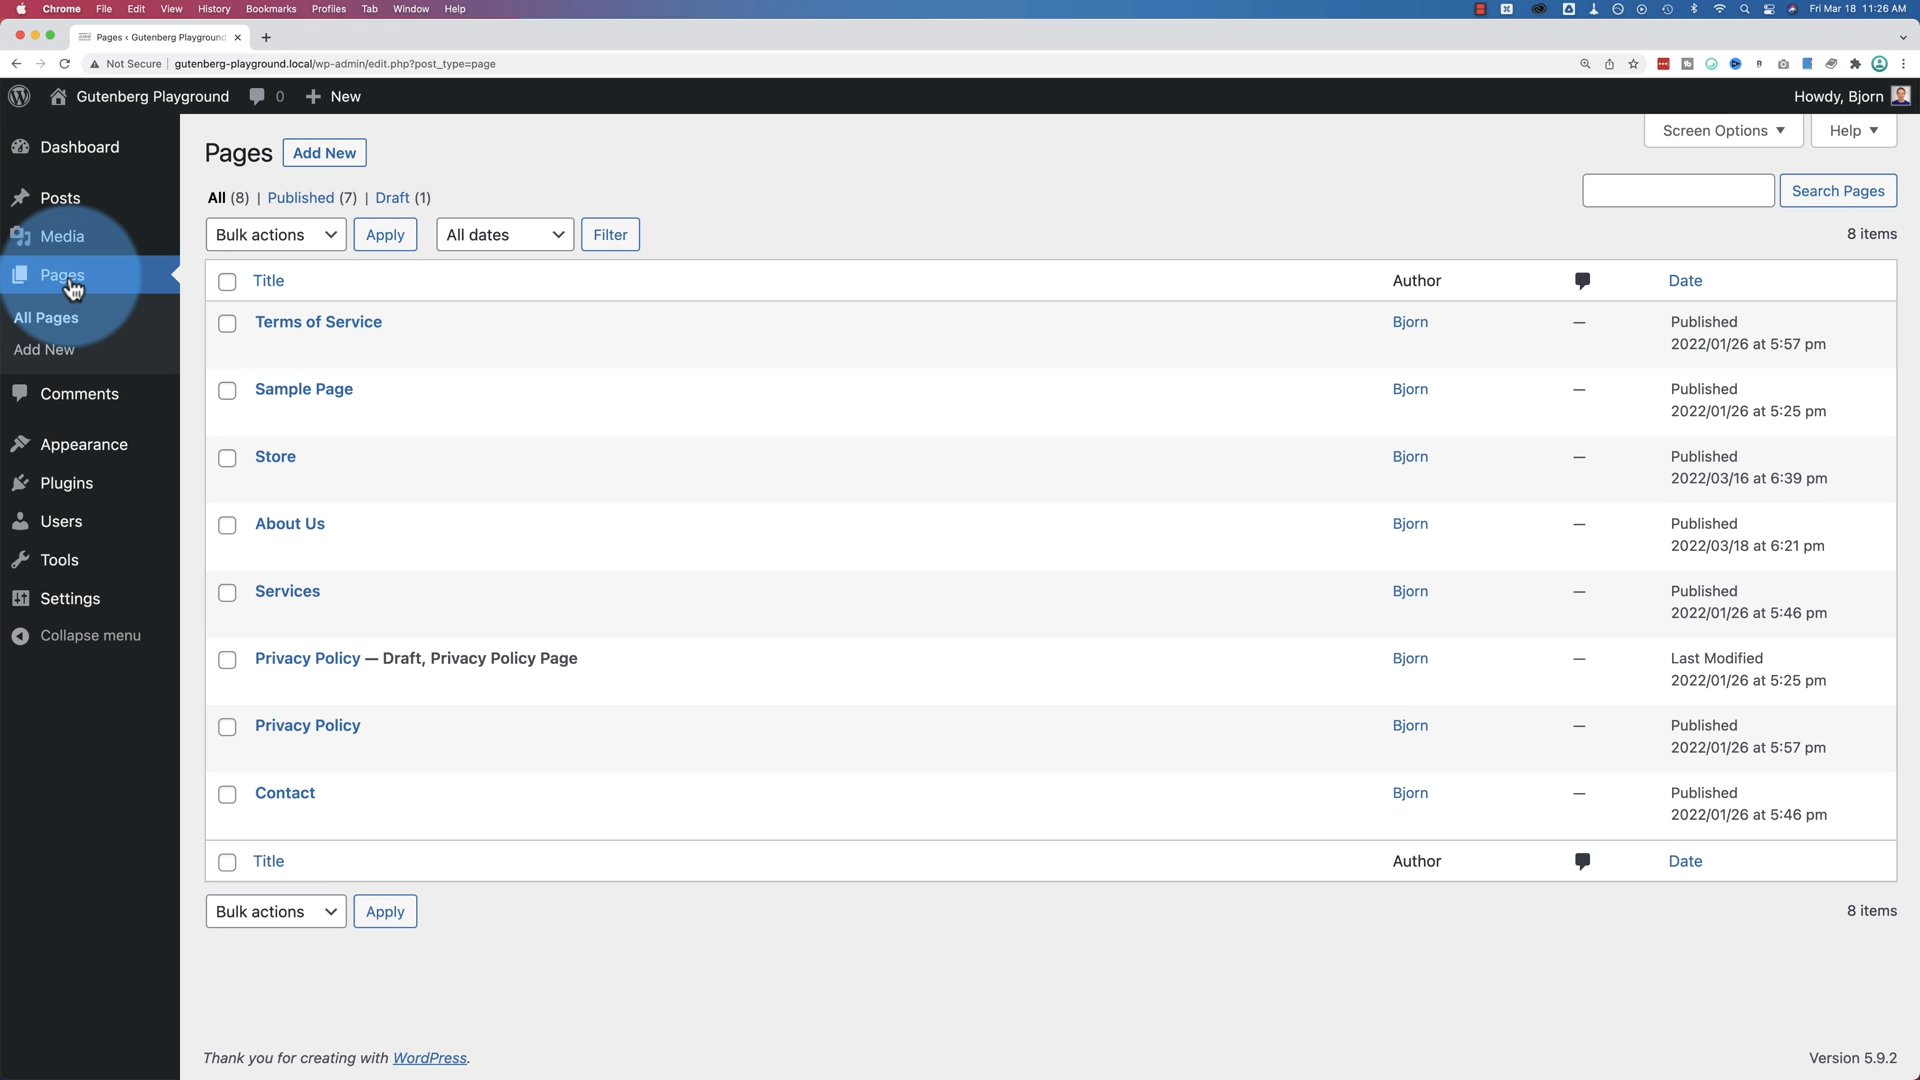 Chrome File Edit View History Bookmarks Profiles Tab Window Help Fri Mar 18 11:26 AM
Pages ‹ Gutenberg Playground
Not Secure gutenberg-playground.local/wp-admin/edit.php?post_type=page
Gutenberg Playground 0 New Howdy, Bjorn
Screen Options Help
Dashboard
Posts
Media
Pages
All Pages
Add New
Comments
Appearance
Plugins
Users
Tools
Settings
Collapse menu
Pages Add New
All (8) | Published (7) | Draft (1)
Search Pages
Bulk actions Apply All dates Filter 8 items
Title Author Date
Terms of Service Bjorn — Published
2022/01/26 at 5:57 pm
Sample Page Bjorn — Published
2022/01/26 at 5:25 pm
Store Bjorn — Published
2022/03/16 at 6:39 pm
About Us Bjorn — Published
2022/03/18 at 6:21 pm
Services Bjorn — Published
2022/01/26 at 5:46 pm
Privacy Policy — Draft, Privacy Policy Page Bjorn — Last Modified
2022/01/26 at 5:25 pm
Privacy Policy Bjorn — Published
2022/01/26 at 5:57 pm
Contact Bjorn — Published
2022/01/26 at 5:46 pm
Title Author Date
Bulk actions Apply 8 items
Thank you for creating with WordPress. Version 5.9.2